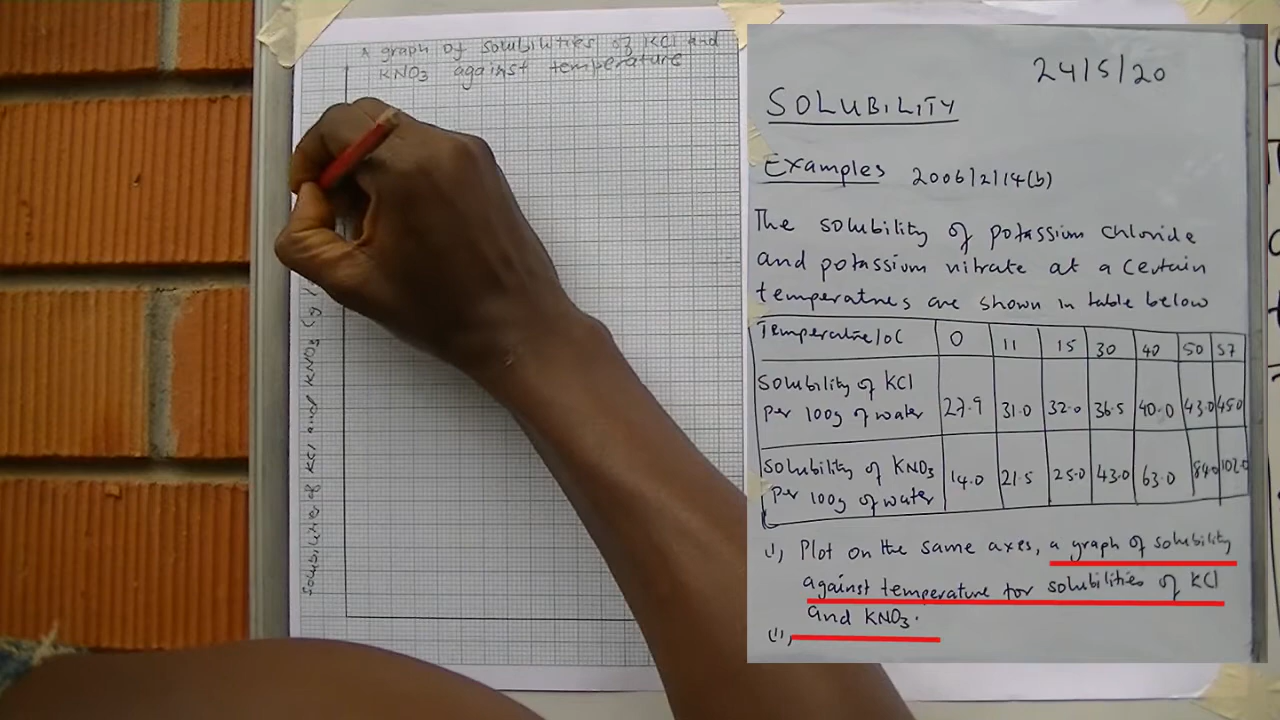 A graph of solubilities of KCl and
KNO3 against temperature
Solubilities of KCl and KNO3 (g/
24/5/20
SOLUBILITY
Examples 2006/2/14(b)
The solubility of potassium chloride
and potassium nitrate at a certain
temperatures are shown in table below
Temperature/oC 0 11 15 30 40 50 57
Solubility of KCl
per 100g of water 27.9 31.0 32.0 36.5 40.0 43.0 45.0
Solubility of KNO3
per 100g of water 14.0 21.5 25.0 43.0 63.0 84.0 102.0
(i), Plot on the same axes, a graph of solubility
against temperature for solubilities of KCl
and KNO3.
(ii),